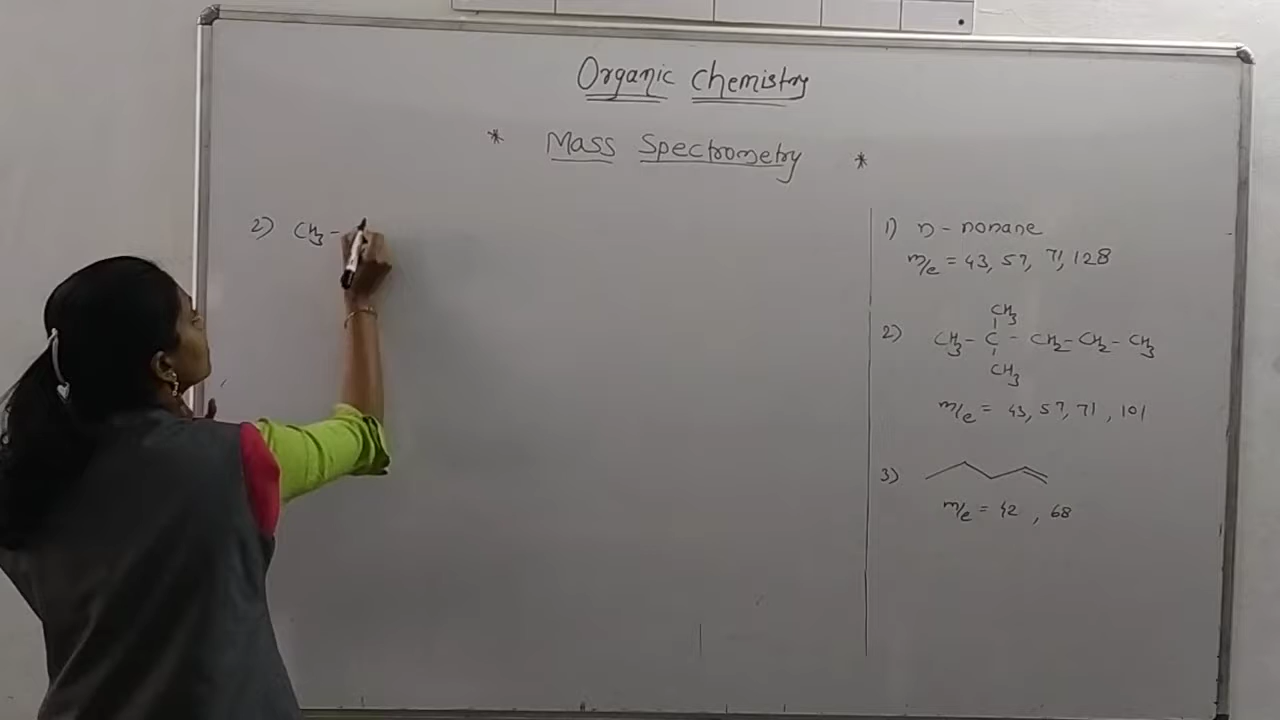 Organic Chemistry
* Mass Spectrometry *
2) CH3 -
1) n - nonane
m/e = 43, 57, 71, 128
CH3
2) CH3 - C - CH2 - CH2 - CH3
CH3
m/e = 43, 57, 71, 101
3)
m/e = 42, 68